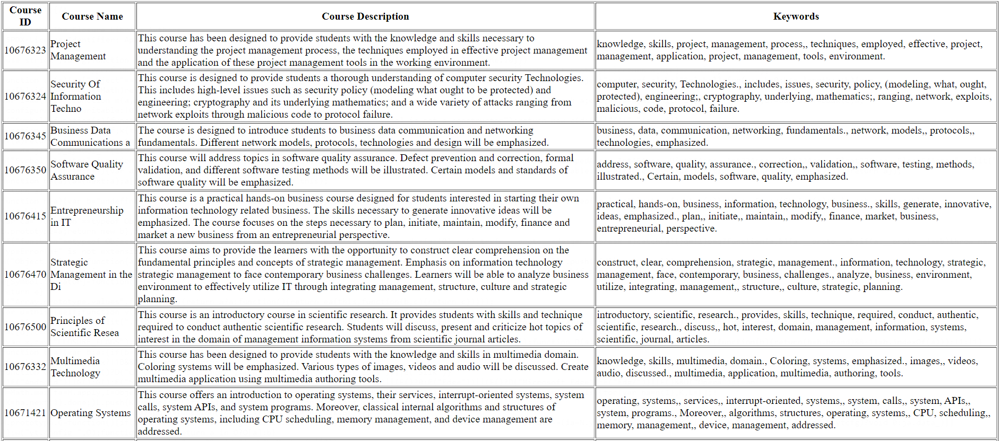 Course ID
Course Name
Course Description
Keywords
10676323
Project
Management
This course has been designed to provide students with the knowledge and skills necessary to
understanding the project management process, the techniques employed in effective project management
and the application of these project management tools in the working environment.
knowledge, skills, project, management, process,, techniques, employed, effective, project,
management, application, project, management, tools, environment.
10676324
Security Of
Information
Techno
This course is designed to provide students a thorough understanding of computer security Technologies.
This includes high-level issues such as security policy (modeling what ought to be protected) and
engineering; cryptography and its underlying mathematics; and a wide variety of attacks ranging from
network exploits through malicious code to protocol failure.
computer, security, Technologies., includes, issues, security, policy, (modeling, what, ought,
protected), engineering;, cryptography, underlying, mathematics;, ranging, network, exploits,
malicious, code, protocol, failure.
10676345
Business Data
Communications a
The course is designed to introduce students to business data communication and networking
fundamentals. Different network models, protocols, technologies and design will be emphasized.
business, data, communication, networking, fundamentals., network, models,, protocols,,
technologies, emphasized.
10676350
Software Quality
Assurance
This course will address topics in software quality assurance. Defect prevention and correction, formal
validation, and different software testing methods will be illustrated. Certain models and standards of
software quality will be emphasized.
address, software, quality, assurance., correction,, validation,, software, testing, methods,
illustrated., Certain, models, software, quality, emphasized.
10676415
Entrepreneurship
in IT
This course is a practical hands-on business course designed for students interested in starting their own
information technology related business. The skills necessary to generate innovative ideas will be
emphasized. The course focuses on the steps necessary to plan, initiate, maintain, modify, finance and
market a new business from an entrepreneurial perspective.
practical, hands-on, business, information, technology, business., skills, generate, innovative,
ideas, emphasized., plan,, initiate,, maintain,, modify,, finance, market, business,
entrepreneurial, perspective.
10676470
Strategic
Management in the
Di
This course aims to provide the learners with the opportunity to construct clear comprehension on the
fundamental principles and concepts of strategic management. Emphasis on information technology
strategic management to face contemporary business challenges. Learners will be able to analyze business
environment to effectively utilize IT through integrating management, structure, culture and strategic
planning.
construct, clear, comprehension, strategic, management., information, technology, strategic,
management, face, contemporary, business, challenges., analyze, business, environment,
utilize, integrating, management,, structure,, culture, strategic, planning.
10676500
Principles of
Scientific Resea
This course is an introductory course in scientific research. It provides students with skills and technique
required to conduct authentic scientific research. Students will discuss, present and criticize hot topics of
interest in the domain of management information systems from scientific journal articles.
introductory, scientific, research., provides, skills, technique, required, conduct, authentic,
scientific, research., discuss,, hot, interest, domain, management, information, systems,
scientific, journal, articles.
10676332
Multimedia
Technology
This course has been designed to provide students with the knowledge and skills in multimedia domain.
Coloring systems will be emphasized. Various types of images, videos and audio will be discussed. Create
multimedia application using multimedia authoring tools.
knowledge, skills, multimedia, domain., Coloring, systems, emphasized., images,, videos,
audio, discussed., multimedia, application, multimedia, authoring, tools.
10671421
Operating Systems
This course offers an introduction to operating systems, their services, interrupt-oriented systems, system
calls, system APIs, and system programs. Moreover, classical internal algorithms and structures of
operating systems, including CPU scheduling, memory management, and device management are
addressed.
operating, systems,, services,, interrupt-oriented, systems,, system, calls,, system, APIs,,
system, programs., Moreover,, algorithms, structures, operating, systems,, CPU, scheduling,,
memory, management,, device, management, addressed.